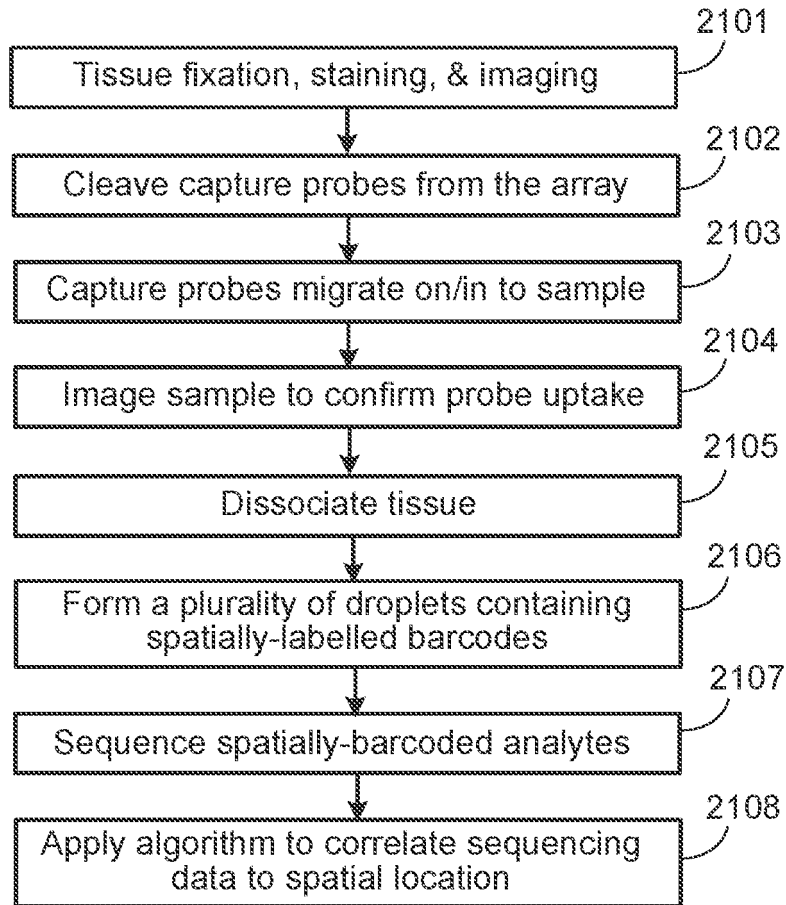 2101
Tissue fixation, staining, & imaging
2102
Cleave capture probes from the array
2103
Capture probes migrate on/in to sample
2104
Image sample to confirm probe uptake
2105
Dissociate tissue
2106
Form a plurality of droplets containing
spatially-labelled barcodes
2107
Sequence spatially-barcoded analytes
2108
Apply algorithm to correlate sequencing
data to spatial location